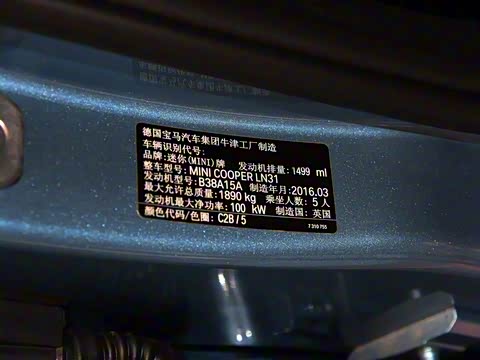 德国宝马汽车集团牛津工厂制造
车辆识别代号:
品牌:迷你(MINI)牌 发动机排量:1499 ml
整车型号:MINI COOPER LN31
发动机型号:B38A15A 制造年月:2016.03
最大允许总质量:1890 kg 乘坐人数:5 人
发动机最大净功率:100 kW 制造国:英国
颜色代码/色圈:C2B/5
7 310 755